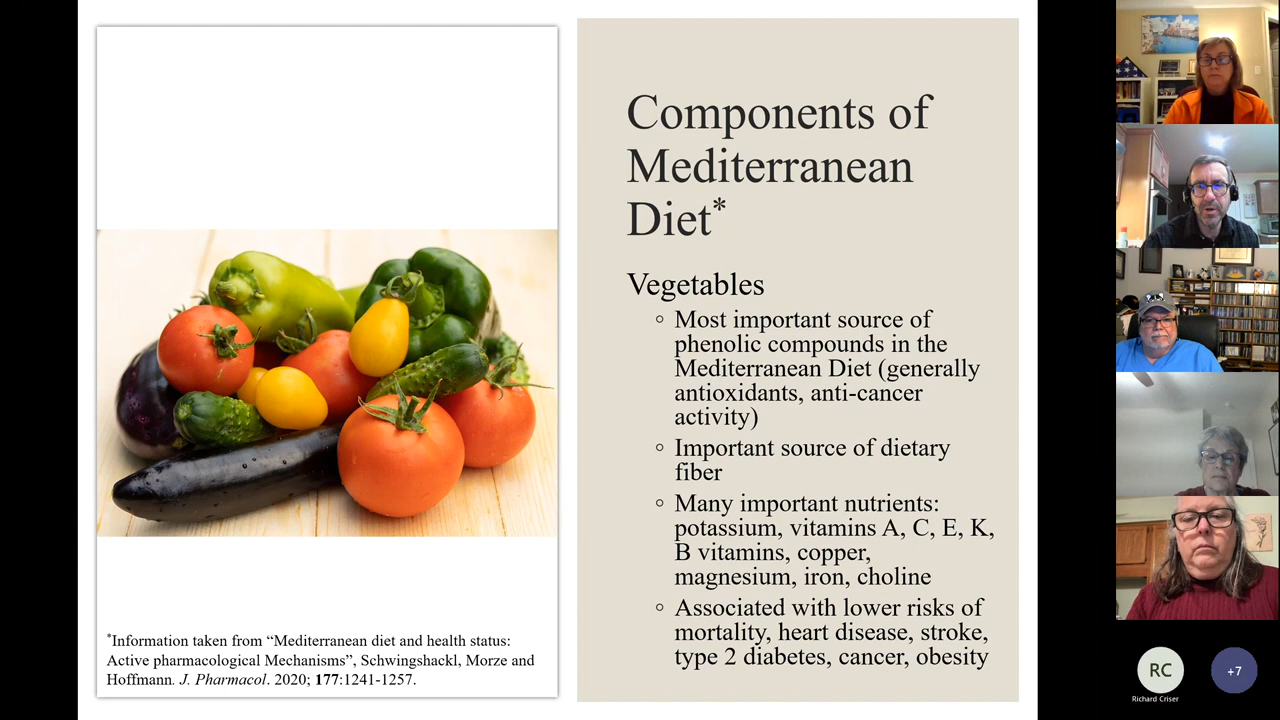 Components of
Mediterranean
Diet*
Vegetables
◦ Most important source of
phenolic compounds in the
Mediterranean Diet (generally
antioxidants, anti-cancer
activity)
◦ Important source of dietary
fiber
◦ Many important nutrients:
potassium, vitamins A, C, E, K,
B vitamins, copper,
magnesium, iron, choline
◦ Associated with lower risks of
mortality, heart disease, stroke,
type 2 diabetes, cancer, obesity
*Information taken from “Mediterranean diet and health status:
Active pharmacological Mechanisms”, Schwingshackl, Morze and
Hoffmann. J. Pharmacol. 2020; 177:1241-1257.
RC
Richard Criser
+7